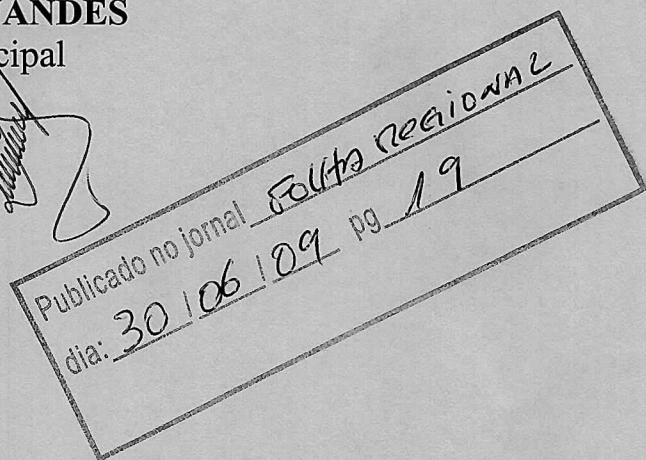 ANDES
cipal
Publicado no jornal FOLHA REGIONAL
dia: 30 / 06 / 09 pg 19